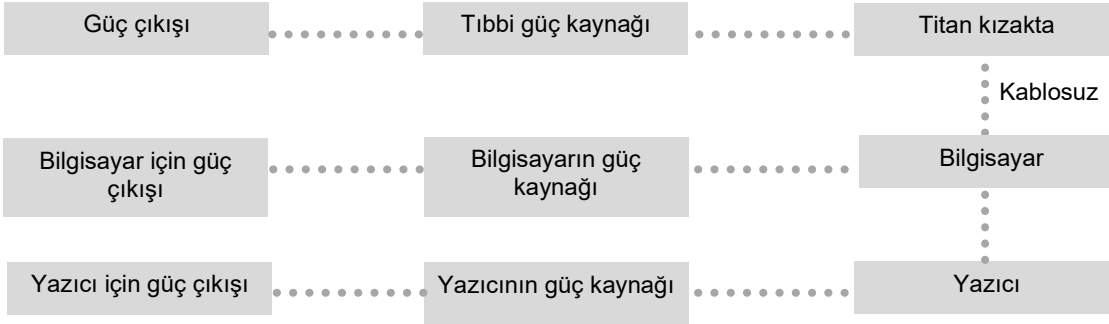 Güç çıkışı
Tıbbi güç kaynağı
Titan kızakta
Kablosuz
Bilgisayar için güç
çıkışı
Bilgisayarın güç
kaynağı
Bilgisayar
Yazıcı için güç çıkışı
Yazıcının güç kaynağı
Yazıcı